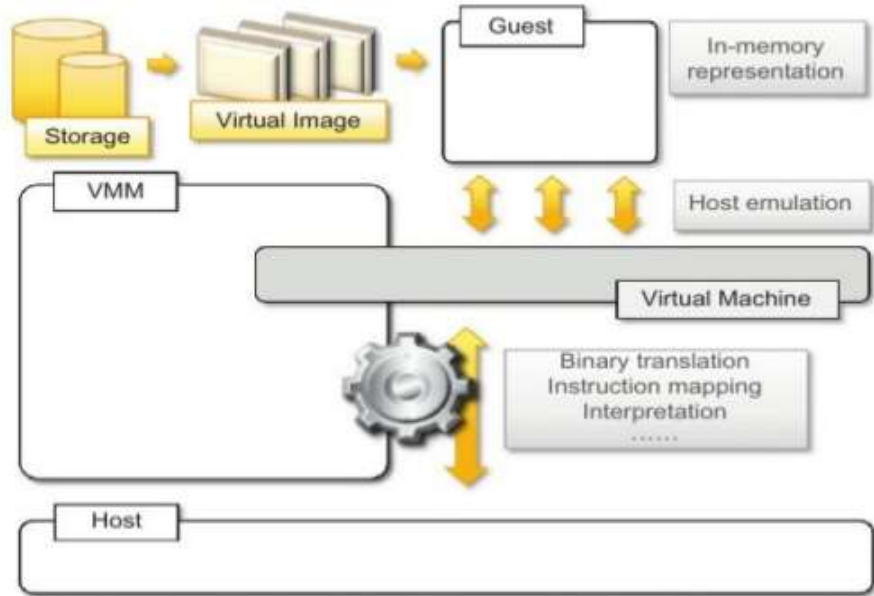 Guest
In-memory
representation
Storage
Virtual Image
VMM
Host emulation
Virtual Machine
Binary translation
Instruction mapping
Interpretation
......
Host